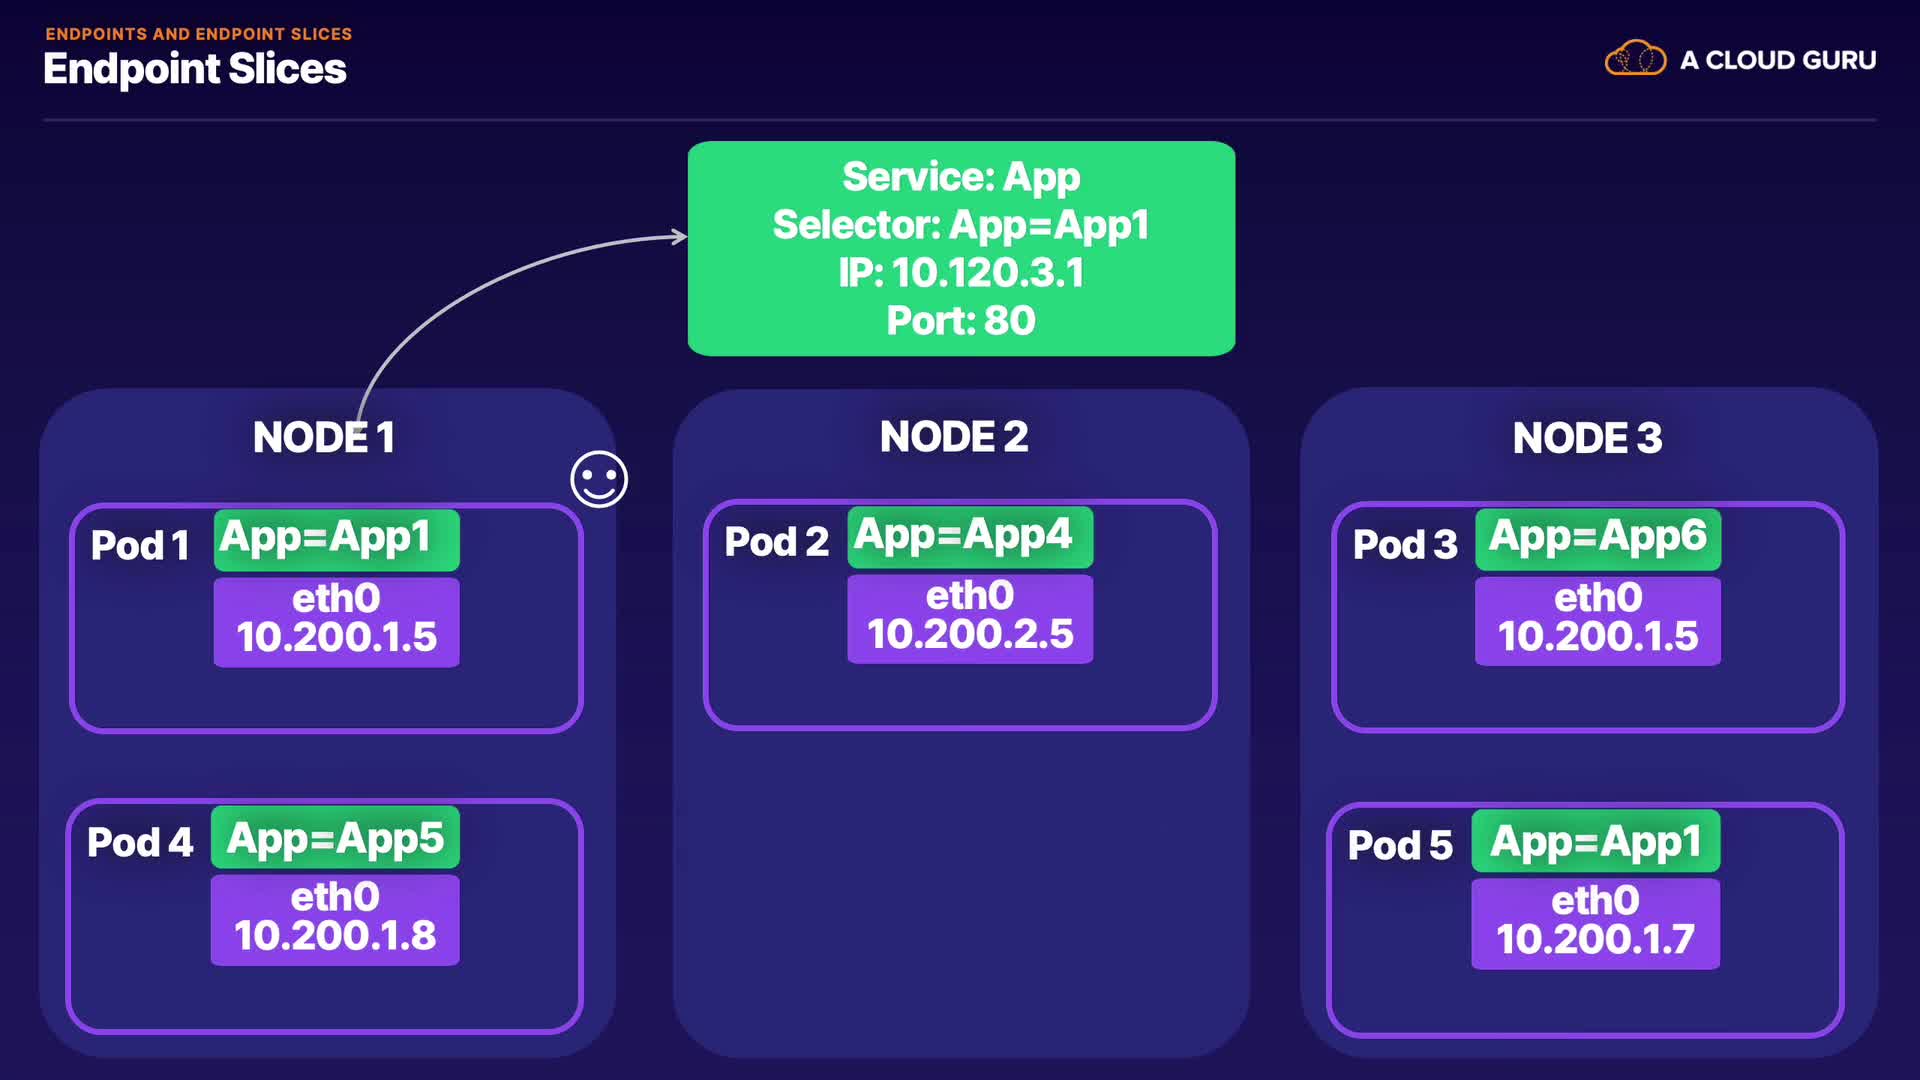 ENDPOINTS AND ENDPOINT SLICES
Endpoint Slices
A CLOUD GURU
Service: App
Selector: App=App1
IP: 10.120.3.1
Port: 80
NODE 1
Pod 1
App=App1
eth0
10.200.1.5
Pod 4
App=App5
eth0
10.200.1.8
NODE 2
Pod 2
App=App4
eth0
10.200.2.5
NODE 3
Pod 3
App=App6
eth0
10.200.1.5
Pod 5
App=App1
eth0
10.200.1.7